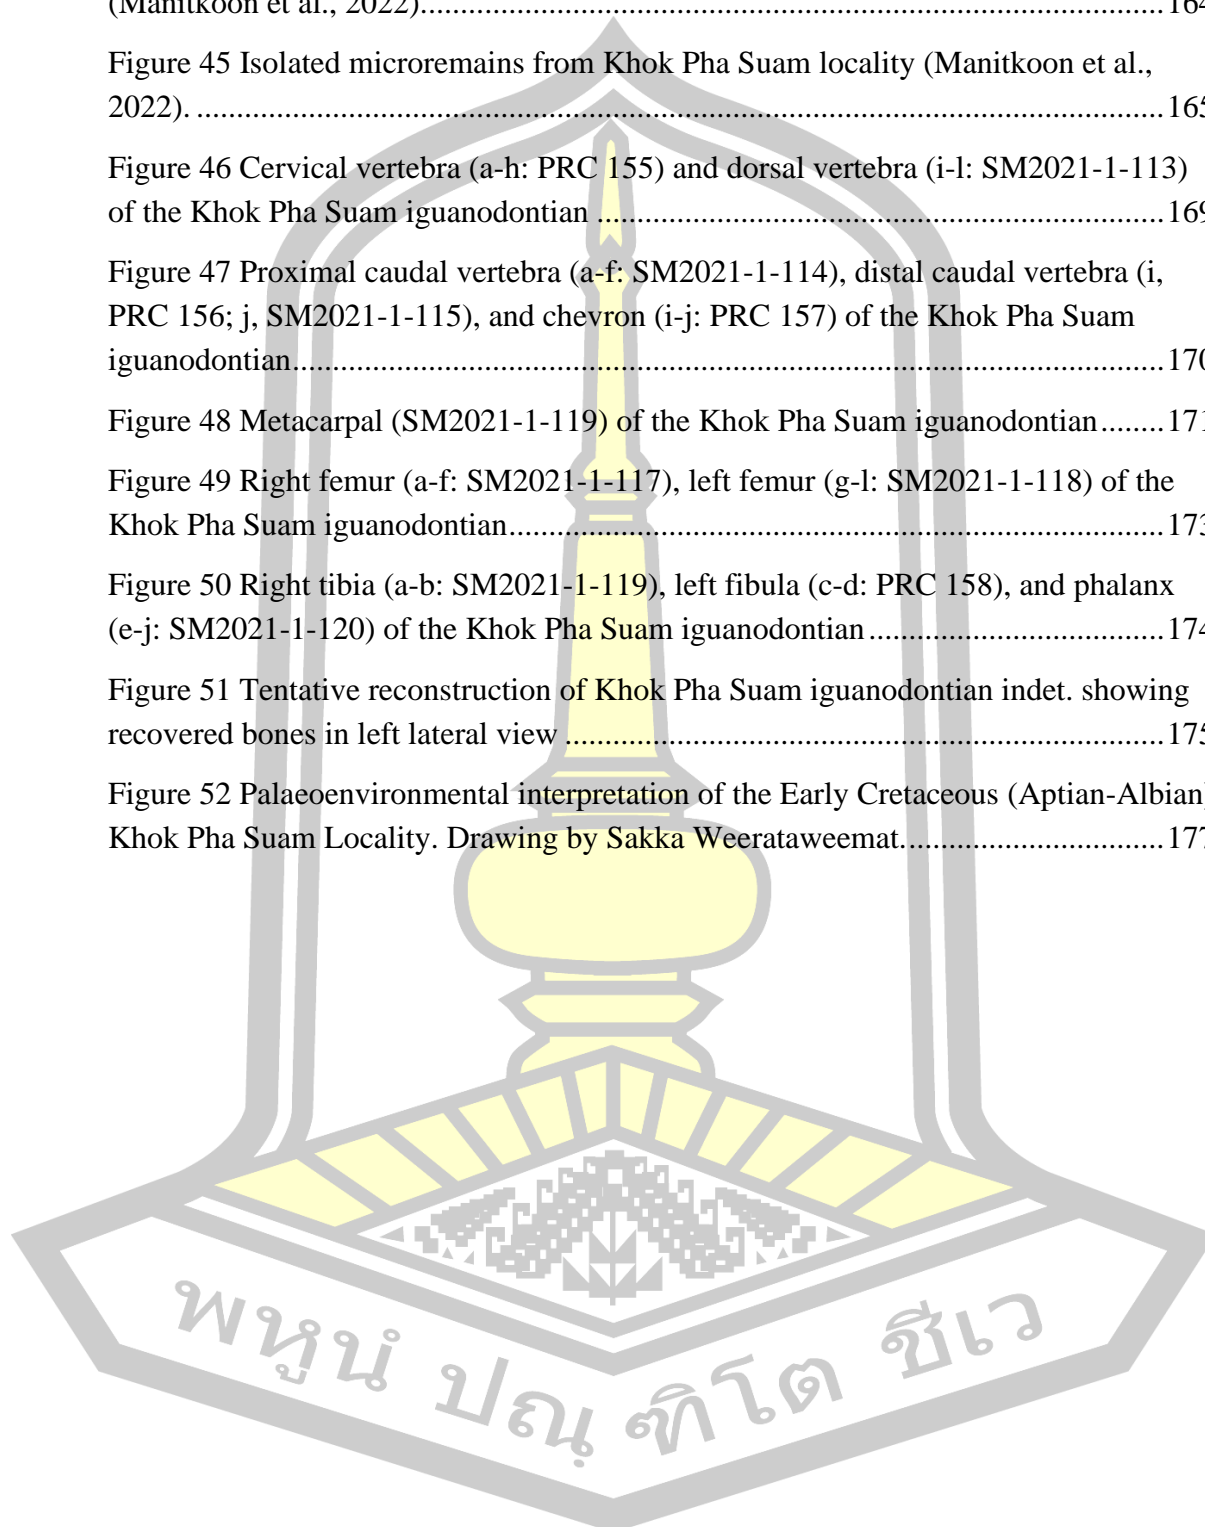 (Manitkoon et al., 2022)......................................................................................164
Figure 45 Isolated microremains from Khok Pha Suam locality (Manitkoon et al.,
2022). ...................................................................................................................165
Figure 46 Cervical vertebra (a-h: PRC 155) and dorsal vertebra (i-l: SM2021-1-113)
of the Khok Pha Suam iguanodontian ....................................................................169
Figure 47 Proximal caudal vertebra (a-f: SM2021-1-114), distal caudal vertebra (i,
PRC 156; j, SM2021-1-115), and chevron (i-j: PRC 157) of the Khok Pha Suam
iguanodontian.........................................................................................................170
Figure 48 Metacarpal (SM2021-1-119) of the Khok Pha Suam iguanodontian........171
Figure 49 Right femur (a-f: SM2021-1-117), left femur (g-l: SM2021-1-118) of the
Khok Pha Suam iguanodontian...............................................................................173
Figure 50 Right tibia (a-b: SM2021-1-119), left fibula (c-d: PRC 158), and phalanx
(e-j: SM2021-1-120) of the Khok Pha Suam iguanodontian ...................................174
Figure 51 Tentative reconstruction of Khok Pha Suam iguanodontian indet. showing
recovered bones in left lateral view ........................................................................175
Figure 52 Palaeoenvironmental interpretation of the Early Cretaceous (Aptian-Albian)
Khok Pha Suam Locality. Drawing by Sakka Weerataweemat...............................177
พหูนํ ปณฺ ฑิโต ชีเว